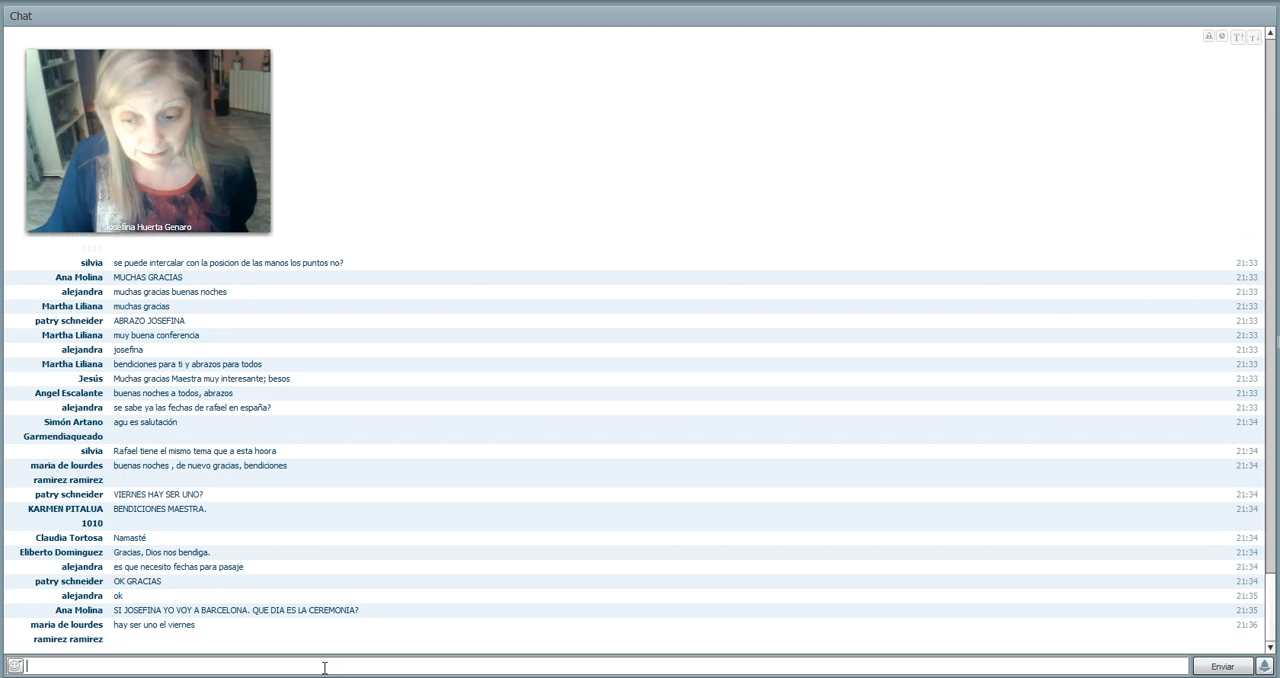 Chat
Josefina Huerta Genaro
silvia se puede intercalar con la posicion de las manos los puntos no? 21:33
Ana Molina MUCHAS GRACIAS 21:33
alejandra muchas gracias buenas noches 21:33
Martha Liliana muchas gracias 21:33
patry schneider ABRAZO JOSEFINA 21:33
Martha Liliana muy buena conferencia 21:33
alejandra josefina 21:33
Martha Liliana bendiciones para ti y abrazos para todos 21:33
Jesús Muchas gracias Maestra muy interesante; besos 21:33
Angel Escalante buenas noches a todos, abrazos 21:33
alejandra se sabe ya las fechas de rafael en españa? 21:33
Simón Artano agu es salutación 21:34
Garmendiaqueado
silvia Rafael tiene el mismo tema que a esta hoora 21:34
maria de lourdes buenas noches , de nuevo gracias, bendiciones 21:34
ramirez ramirez
patry schneider VIERNES HAY SER UNO? 21:34
KARMEN PITALUA BENDICIONES MAESTRA. 21:34
1010
Claudia Tortosa Namasté 21:34
Eliberto Dominguez Gracias, Dios nos bendiga. 21:34
alejandra es que necesito fechas para pasaje 21:34
patry schneider OK GRACIAS 21:34
alejandra ok 21:35
Ana Molina SI JOSEFINA YO VOY A BARCELONA. QUE DIA ES LA CEREMONIA? 21:35
maria de lourdes hay ser uno el viernes 21:36
ramirez ramirez
Enviar